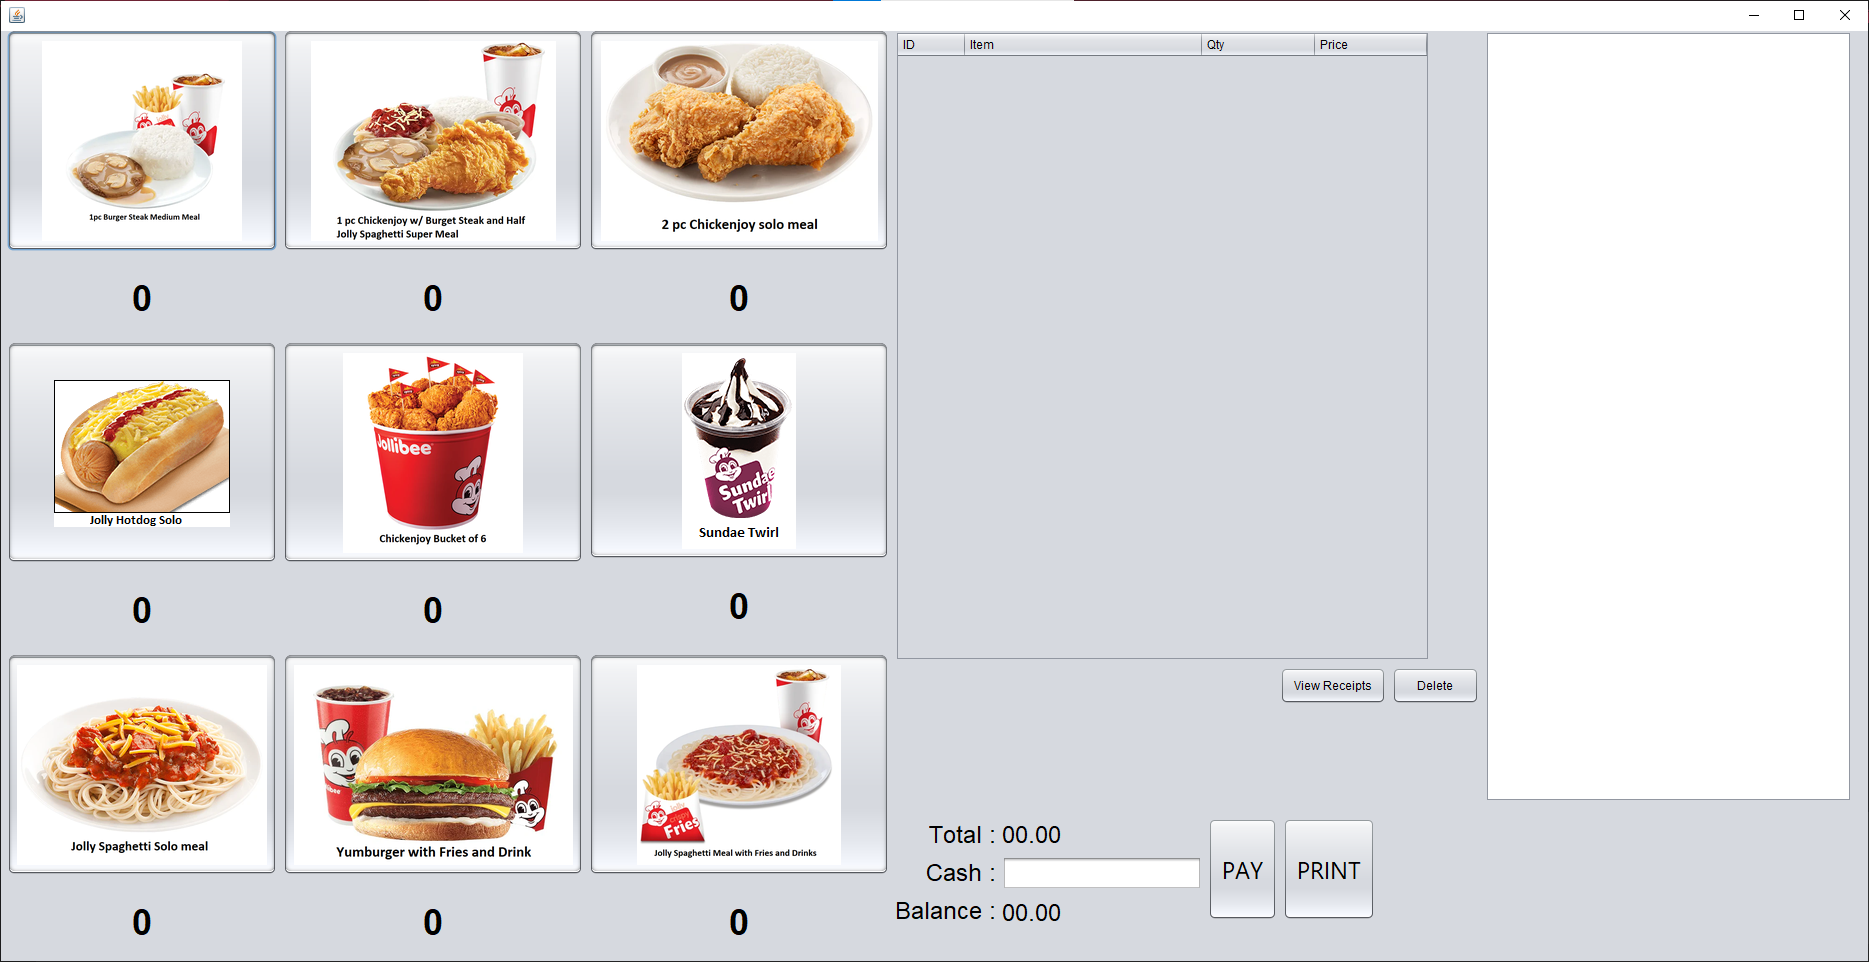 1pc Burger Steak Medium Meal
1 pc Chickenjoy w/ Burget Steak and Half
Jolly Spaghetti Super Meal
2 pc Chickenjoy solo meal
0
0
0
Jolly Hotdog Solo
Jollibee
Chickenjoy Bucket of 6
Sundae
Twirl
Sundae Twirl
0
0
0
Jolly Spaghetti Solo meal
Yumburger with Fries and Drink
crispy
Fries
Jolly Spaghetti Meal with Fries and Drinks
0
0
0
ID Item Qty Price
View Receipts Delete
Total : 00.00
Cash :
Balance : 00.00
PAY PRINT